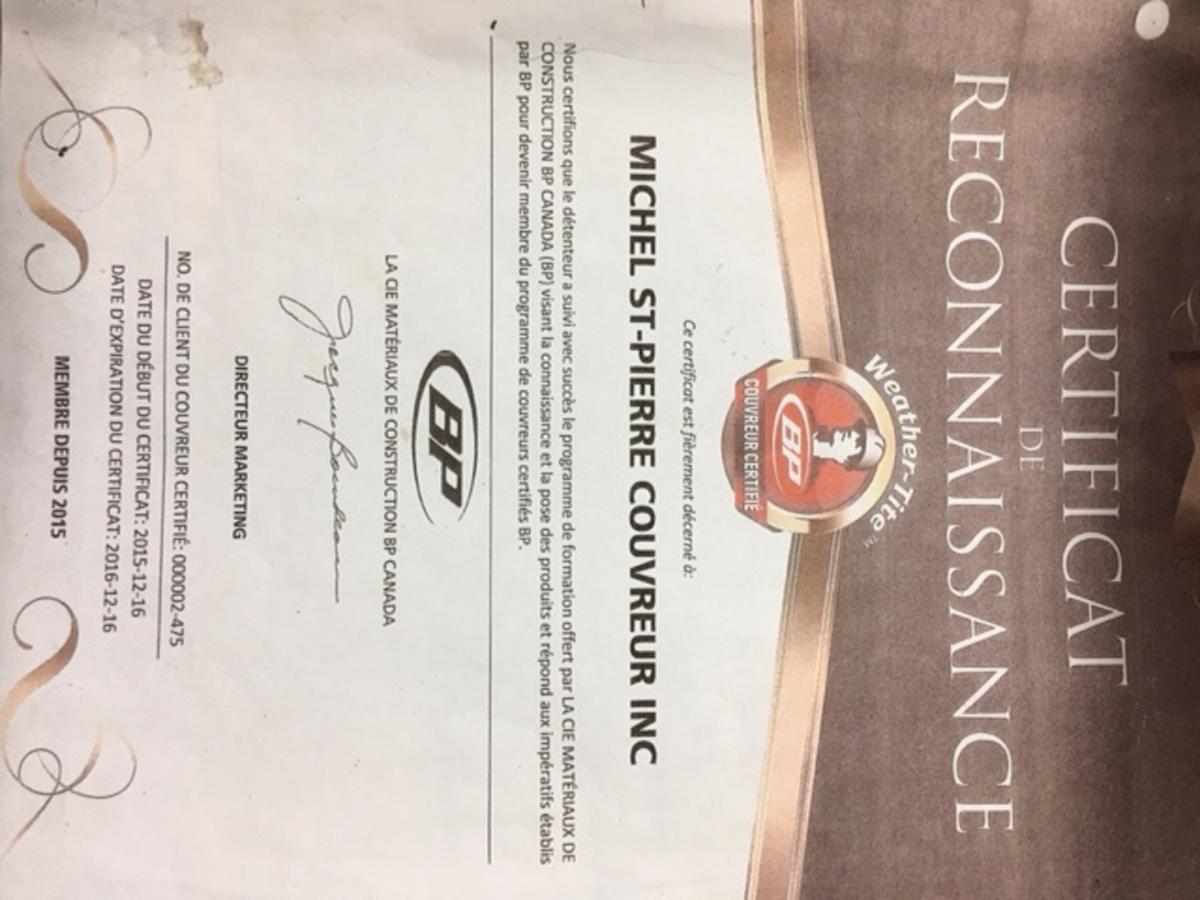 CERTIFICAT
DE
RECONNAISSANCE
Weather-Tite™
BP
COUVREUR CERTIFIÉ
Ce certificat est fièrement décerné à:
MICHEL ST-PIERRE COUVREUR INC
Nous certifions que le détenteur a suivi avec succès le programme de formation offert par LA CIE MATÉRIAUX DE
CONSTRUCTION BP CANADA (BP) visant la connaissance et la pose des produits et répond aux impératifs établis
par BP pour devenir membre du programme de couvreurs certifiés BP.
BP
LA CIE MATÉRIAUX DE CONSTRUCTION BP CANADA
DIRECTEUR MARKETING
NO. DE CLIENT DU COUVREUR CERTIFIÉ: 000002-475
DATE DU DÉBUT DU CERTIFICAT: 2015-12-16
DATE D'EXPIRATION DU CERTIFICAT: 2016-12-16
MEMBRE DEPUIS 2015